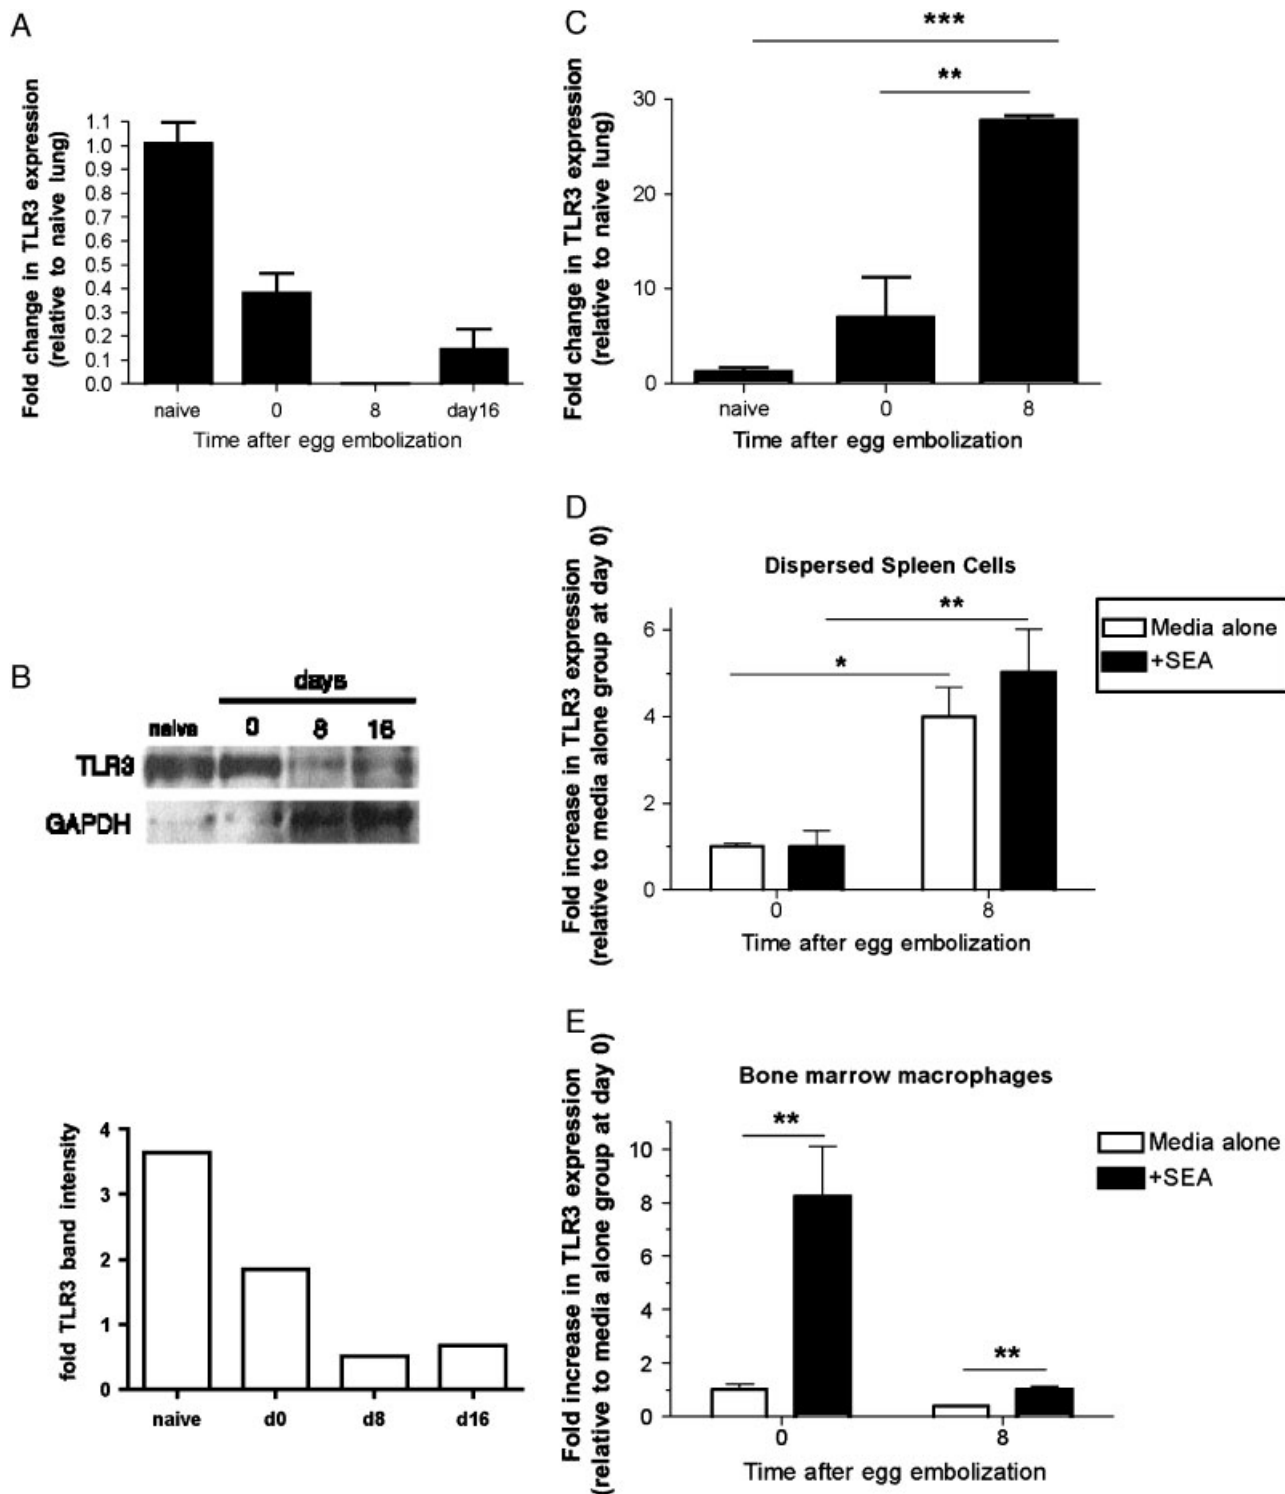 A
Fold change in TLR3 expression
(relative to naive lung)
1.1
1.0
0.9
0.8
0.7
0.6
0.5
0.4
0.3
0.2
0.1
0.0
naive 0 8 day16
Time after egg embolization
B
days
naive 0 8 16
TLR3
GAPDH
fold TLR3 band intensity
4
3
2
1
0
naive d0 d8 d16
C
***
**
Fold change in TLR3 expression
(relative to naive lung)
30
20
10
0
naive 0 8
Time after egg embolization
D
Dispersed Spleen Cells
Fold increase in TLR3 expression
(relative to media alone group at day 0)
**
*
6
4
2
0
0 8
Time after egg embolization
Media alone
+SEA
E
Bone marrow macrophages
Fold increase in TLR3 expression
(relative to media alone group at day 0)
**
**
10
8
6
4
2
0
0 8
Time after egg embolization
Media alone
+SEA